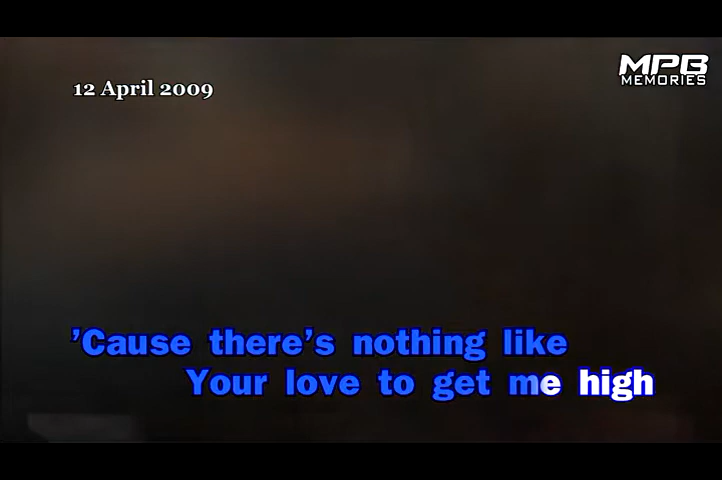 MPB
MEMORIES
12 April 2009
’Cause there’s nothing like
Your love to get me high